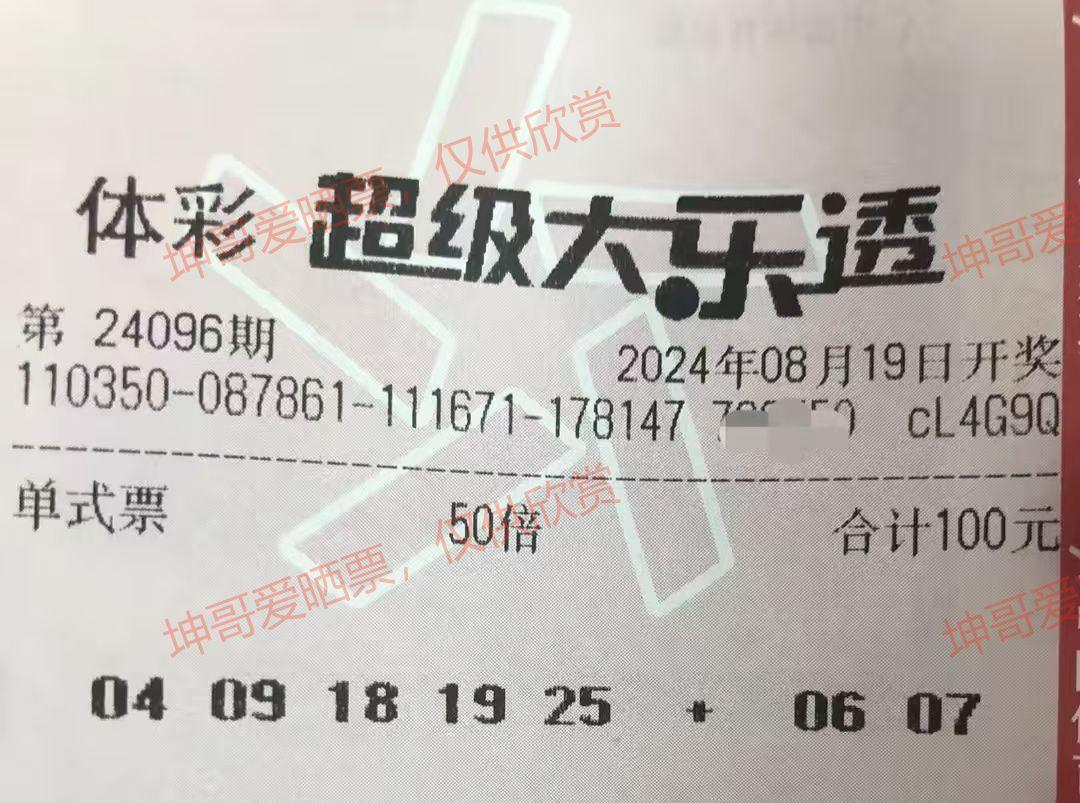 体彩 超级大乐透
第 24096期
2024年08月19日开奖
110350-087861-111671-178147 cL4G9Q
单式票 50倍 合计100元
04 09 18 19 25 + 06 07
坤哥爱晒票，仅供欣赏
坤哥爱晒票，仅供欣赏
坤哥爱
坤哥爱晒